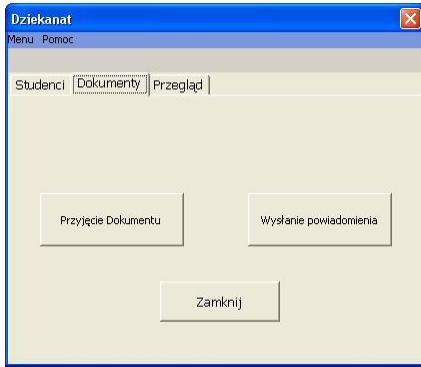 Dziekanat
Menu Pomoc
Studenci Dokumenty Przegląd
Przyjęcie Dokumentu Wysłanie powiadomienia
Zamknij